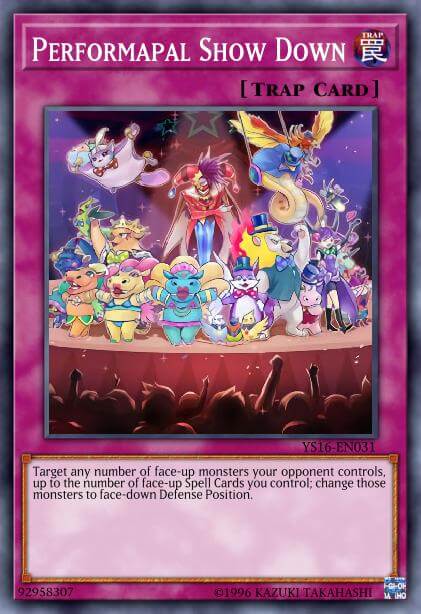 Performapal Show Down
TRAP
罠
[Trap Card]
YS16-EN031
Target any number of face-up monsters your opponent controls,
up to the number of face-up Spell Cards you control; change those
monsters to face-down Defense Position.
92958307
©1996 KAZUKI TAKAHASHI